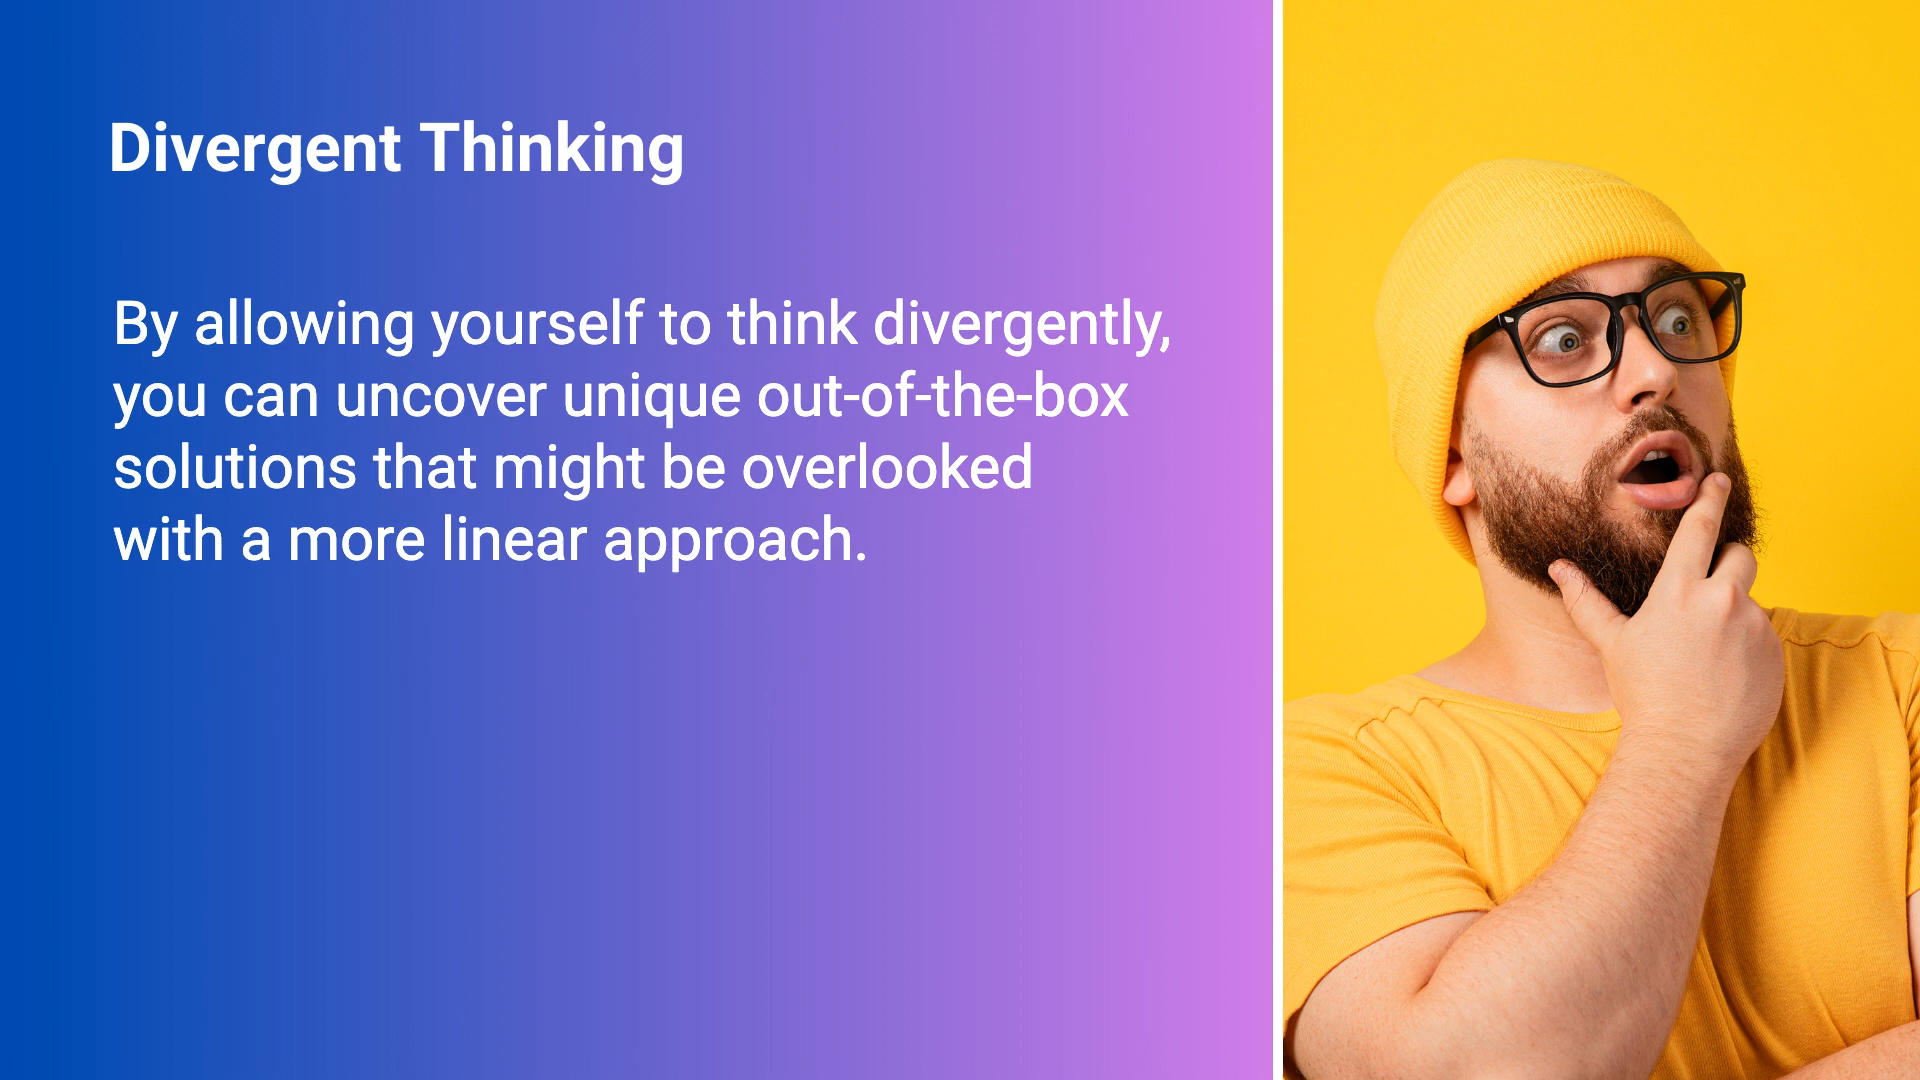 Divergent Thinking
By allowing yourself to think divergently,
you can uncover unique out-of-the-box
solutions that might be overlooked
with a more linear approach.